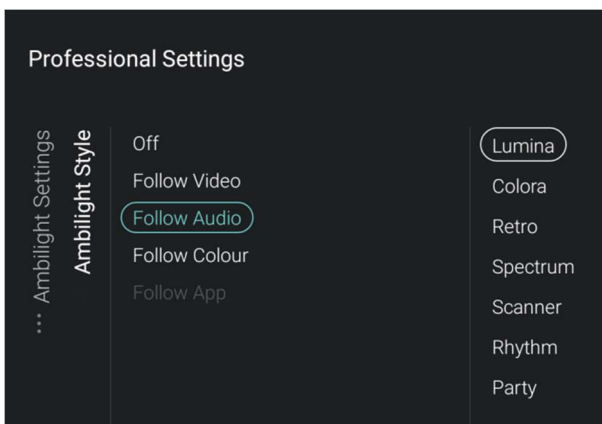 Professional Settings
... Ambilight Settings
Ambilight Style
Off
Follow Video
Follow Audio
Follow Colour
Follow App
Lumina
Colora
Retro
Spectrum
Scanner
Rhythm
Party